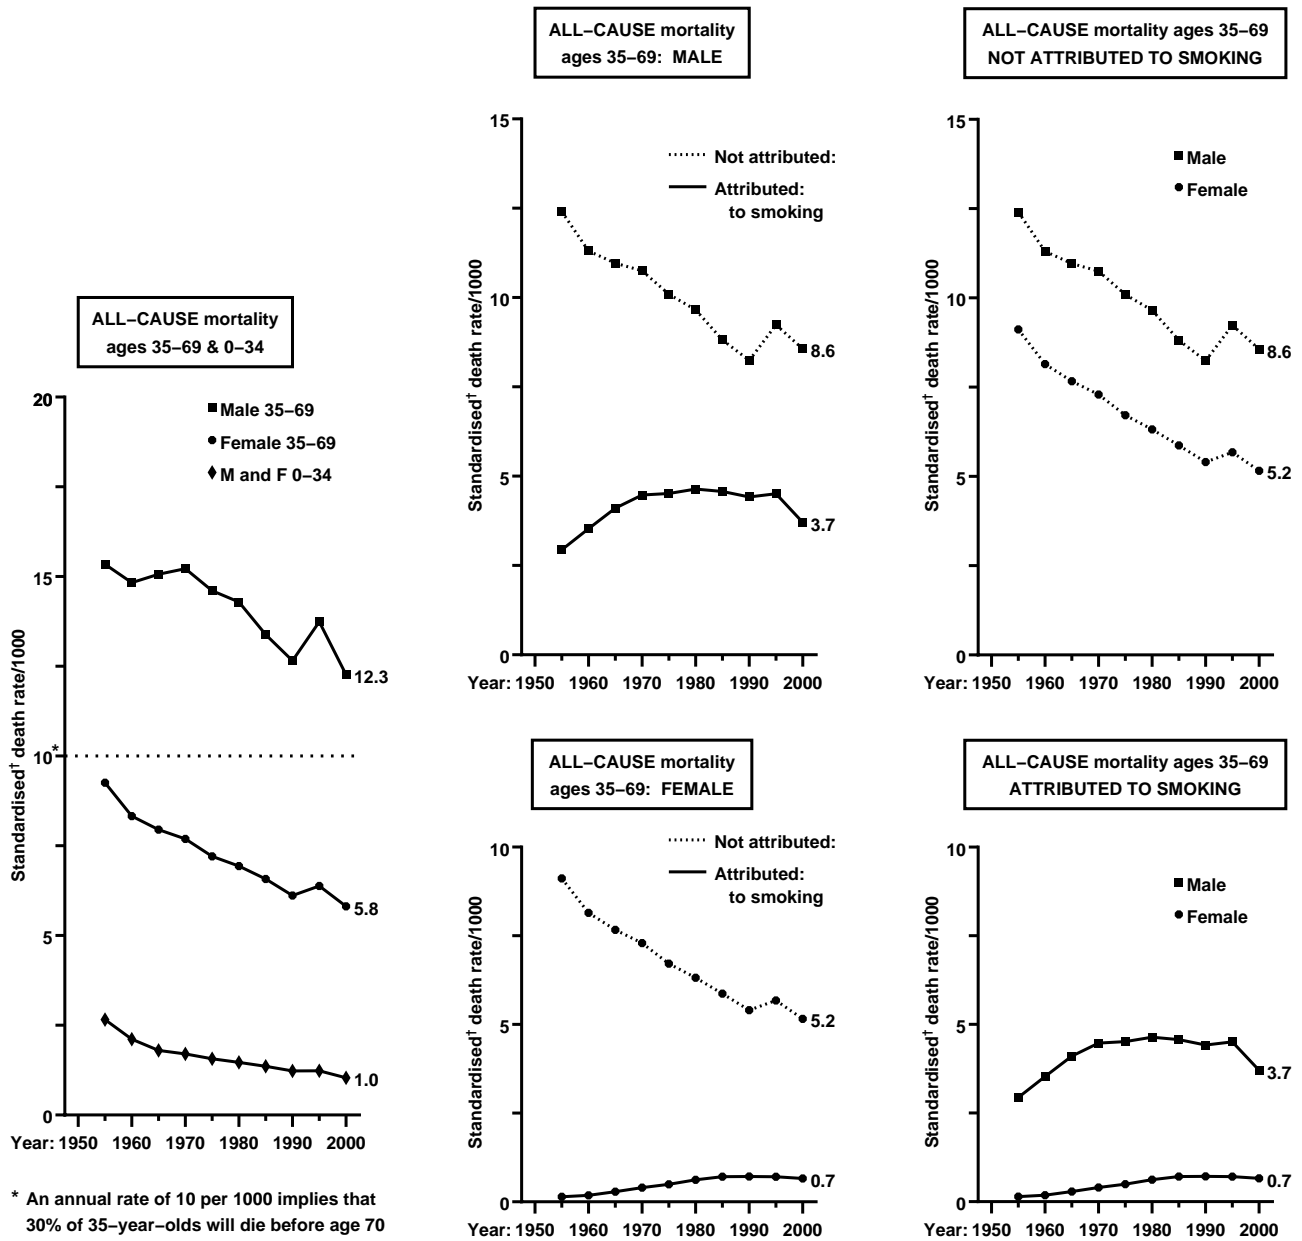 ALL−CAUSE mortality
ages 35−69 & 0−34
20
15
10*
5
0
Standardised† death rate/1000
Male 35−69
Female 35−69
M and F 0−34
12.3
5.8
1.0
Year: 1950 1960 1970 1980 1990 2000
* An annual rate of 10 per 1000 implies that
30% of 35−year−olds will die before age 70
ALL−CAUSE mortality
ages 35−69: MALE
15
10
5
0
Standardised† death rate/1000
Not attributed:
Attributed:
to smoking
8.6
3.7
Year: 1950 1960 1970 1980 1990 2000
ALL−CAUSE mortality ages 35−69
NOT ATTRIBUTED TO SMOKING
15
10
5
0
Standardised† death rate/1000
Male
Female
8.6
5.2
Year: 1950 1960 1970 1980 1990 2000
ALL−CAUSE mortality
ages 35−69: FEMALE
10
5
0
Standardised† death rate/1000
Not attributed:
Attributed:
to smoking
5.2
0.7
Year: 1950 1960 1970 1980 1990 2000
ALL−CAUSE mortality ages 35−69
ATTRIBUTED TO SMOKING
10
5
0
Standardised† death rate/1000
Male
Female
3.7
0.7
Year: 1950 1960 1970 1980 1990 2000